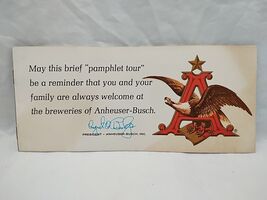 May this brief "pamphlet tour"
be a reminder that you and your
family are always welcome at
the breweries of Anheuser-Busch.
PRESIDENT - ANHEUSER-BUSCH, INC.
A